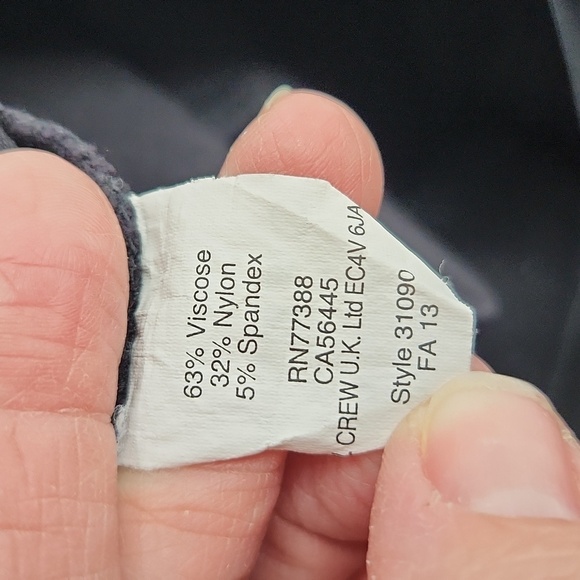 63% Viscose
32% Nylon
5% Spandex
RN77388
CA56445
CREW U.K. Ltd EC4V 6JA
Style 31090
FA 13